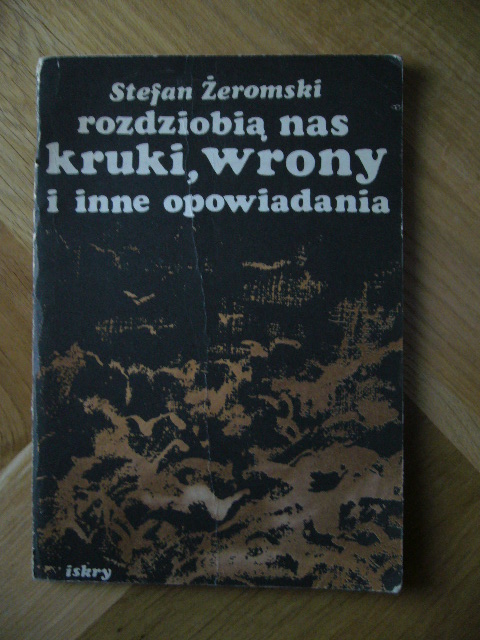 Stefan Żeromski
rozdziobią nas
kruki, wrony
i inne opowiadania
iskry